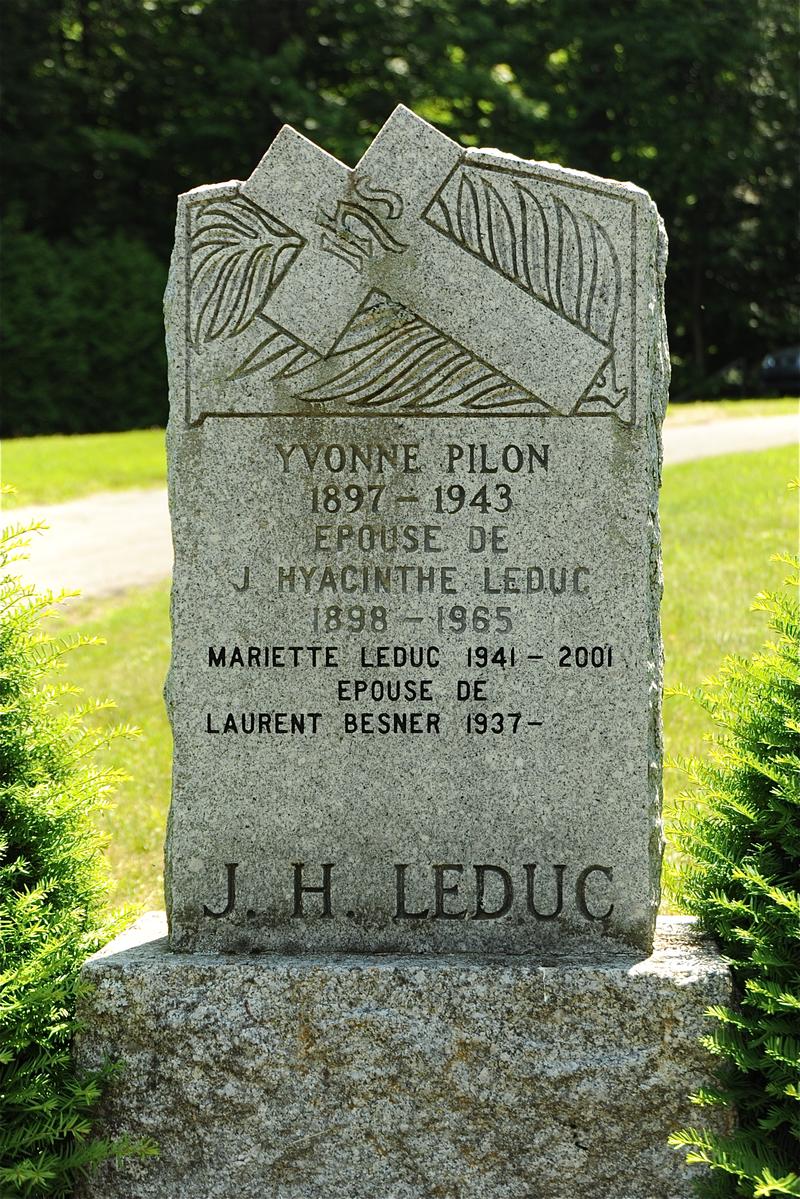 IHS
YVONNE PILON
1897 – 1943
EPOUSE DE
J HYACINTHE LEDUC
1898 – 1965
MARIETTE LEDUC 1941 – 2001
EPOUSE DE
LAURENT BESNER 1937 –
J. H. LEDUC